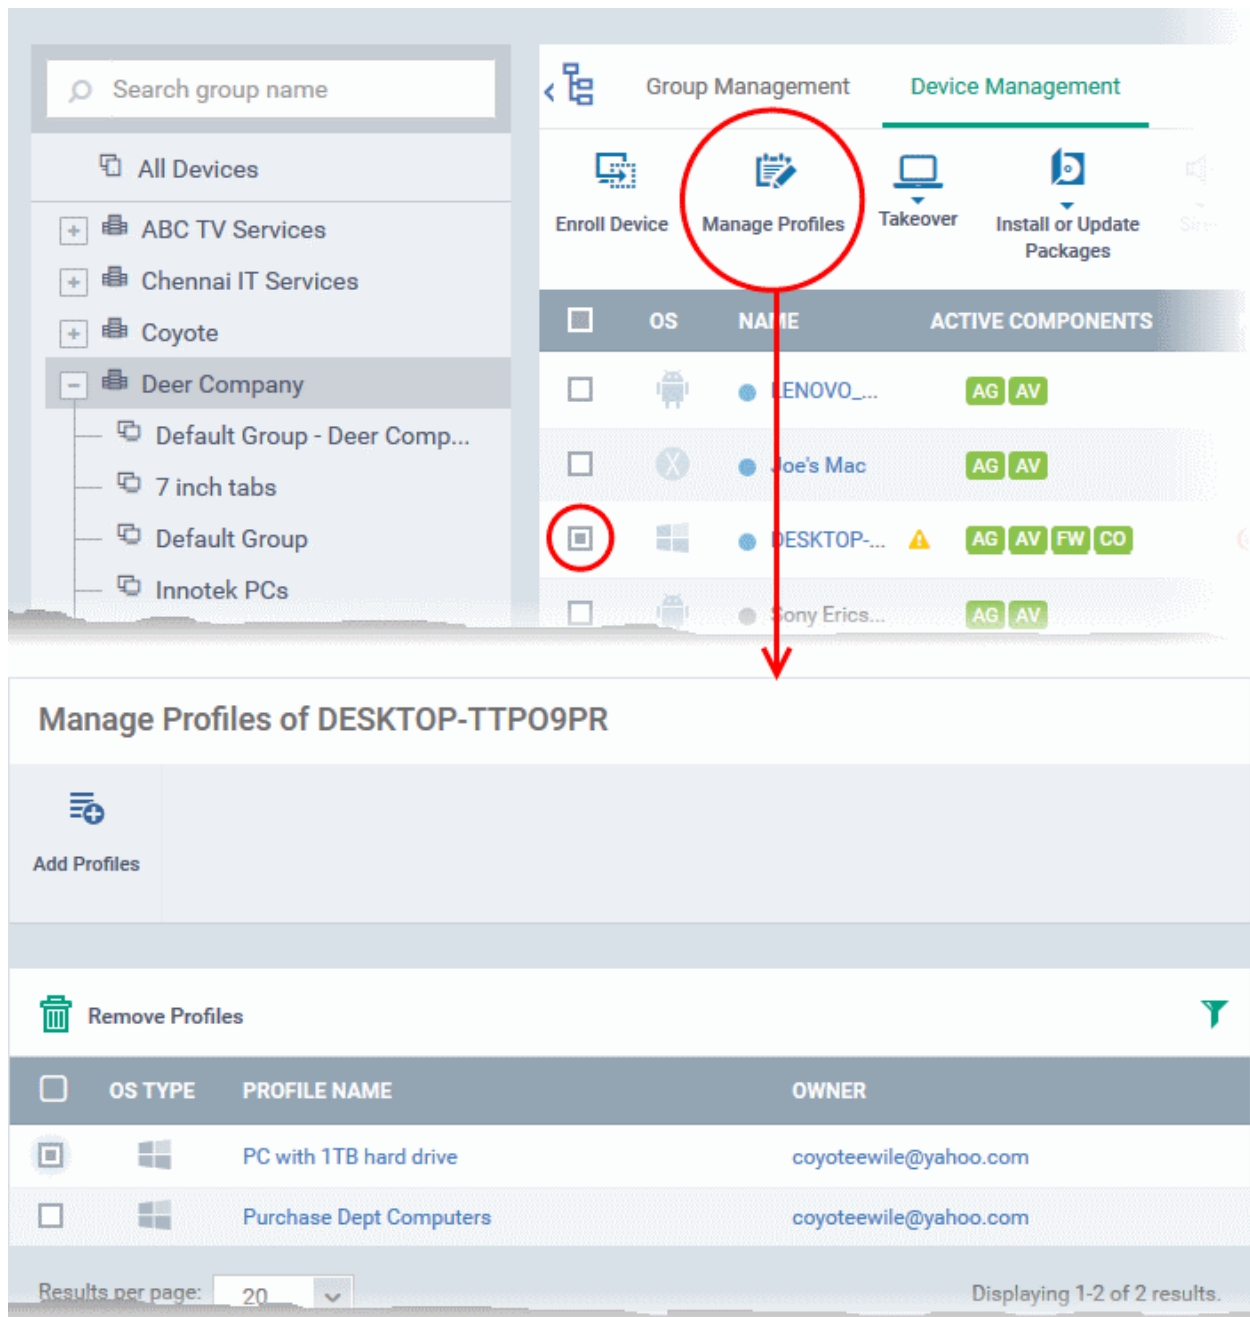 Search group name
All Devices
ABC TV Services
Chennai IT Services
Coyote
Deer Company
Default Group - Deer Comp...
7 inch tabs
Default Group
Innotek PCs
Group Management
Device Management
Enroll Device
Manage Profiles
Takeover
Install or Update
Packages
OS NAME ACTIVE COMPONENTS
LENOVO_... AG AV
Joe's Mac AG AV
DESKTOP-... AG AV FW CO
Sony Erics... AG AV
Manage Profiles of DESKTOP-TTPO9PR
Add Profiles
Remove Profiles
OS TYPE PROFILE NAME OWNER
PC with 1TB hard drive coyoteewile@yahoo.com
Purchase Dept Computers coyoteewile@yahoo.com
Results per page: 20 Displaying 1-2 of 2 results.